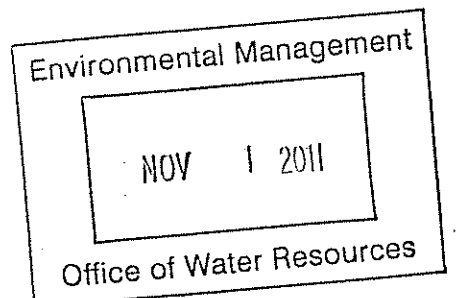 Environmental Management
NOV 1 2011
Office of Water Resources